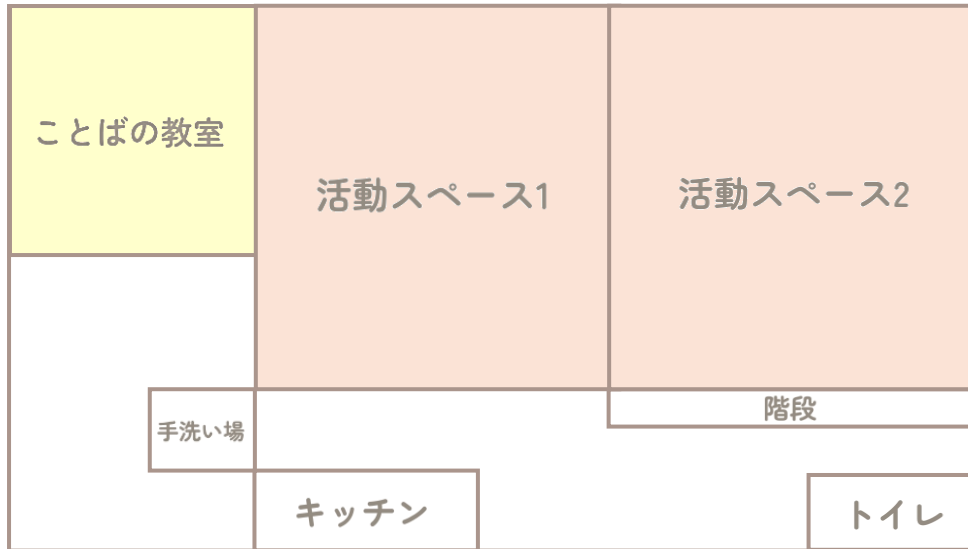 ことばの教室
活動スペース1
活動スペース2
階段
手洗い場
キッチン
トイレ